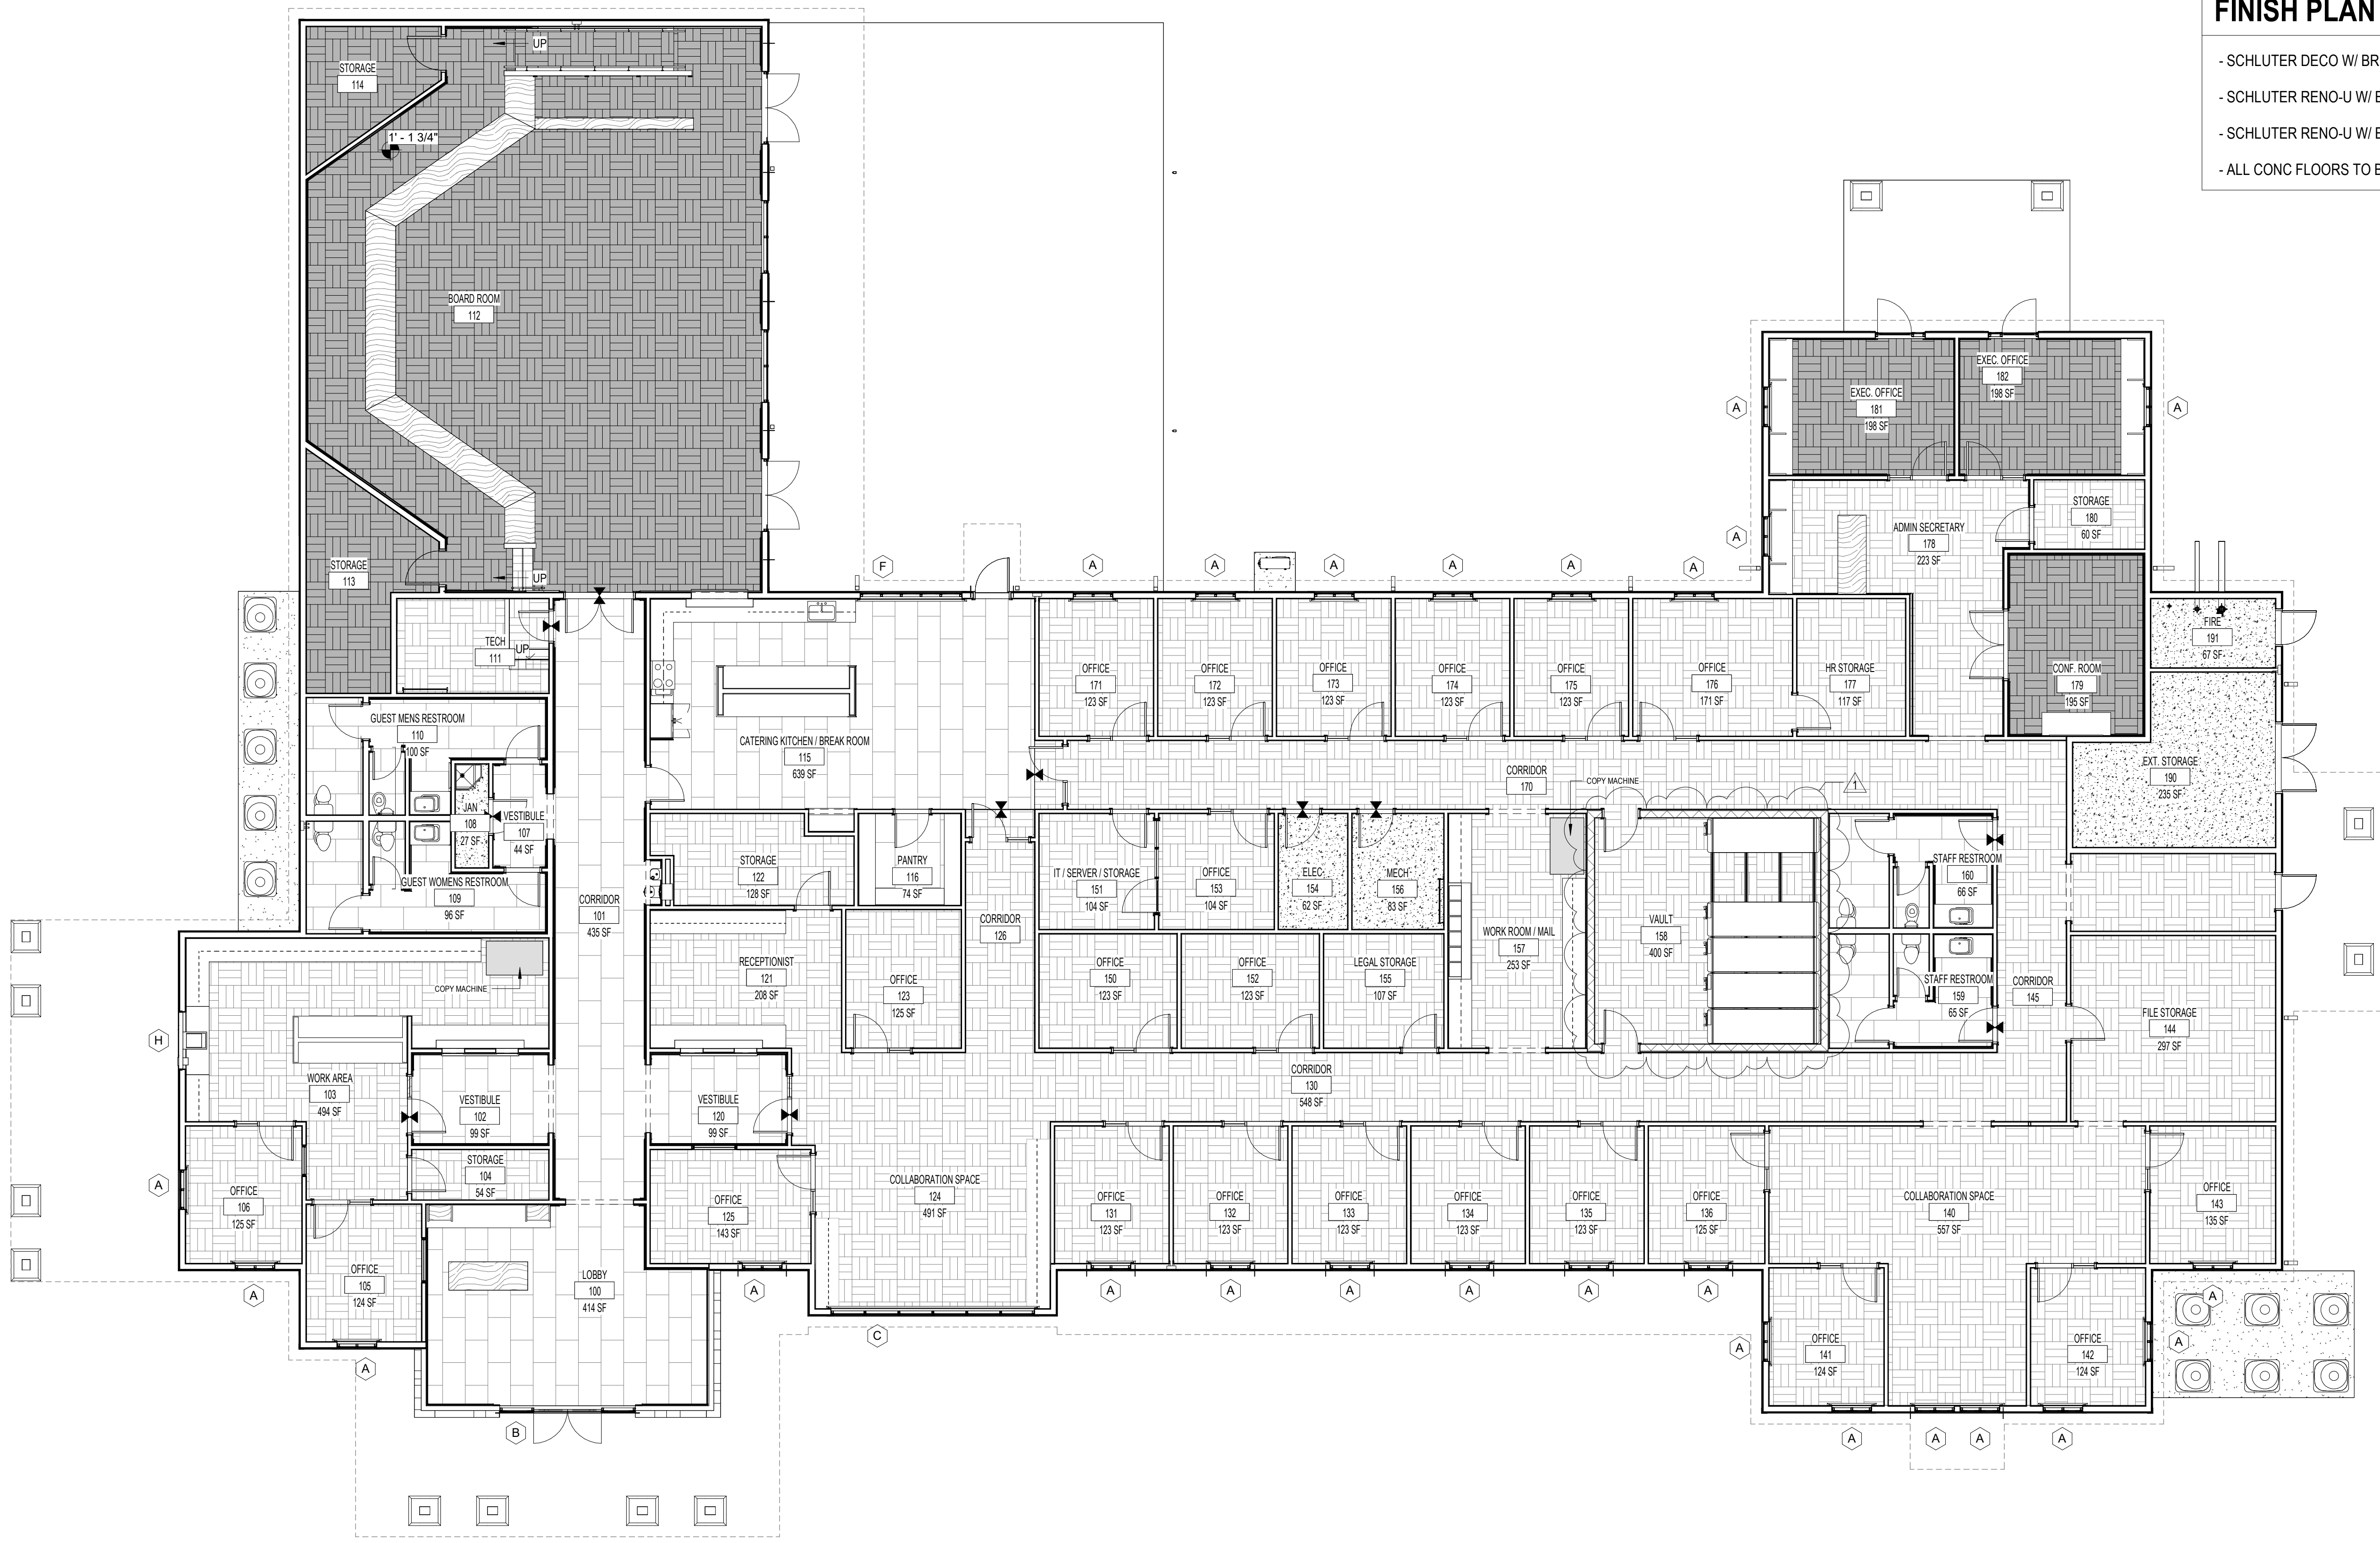 FINISH PLAN
- SCHLUTER DECO W/ BR
- SCHLUTER RENO-U W/ B
- SCHLUTER RENO-U W/ B
- ALL CONC FLOORS TO B
UP
STORAGE
114
1' - 1 3/4"
BOARD ROOM
112
STORAGE
113
UP
TECH
111
UP
GUEST MENS RESTROOM
110
100 SF
JAN
108
27 SF
VESTIBULE
107
44 SF
GUEST WOMENS RESTROOM
109
96 SF
CORRIDOR
101
435 SF
COPY MACHINE
WORK AREA
103
494 SF
VESTIBULE
102
99 SF
STORAGE
104
54 SF
OFFICE
106
125 SF
OFFICE
105
124 SF
LOBBY
100
414 SF
H
A
A
A
B
CATERING KITCHEN / BREAK ROOM
115
639 SF
F
STORAGE
122
128 SF
PANTRY
116
74 SF
RECEPTIONIST
121
208 SF
OFFICE
123
125 SF
CORRIDOR
126
VESTIBULE
120
99 SF
OFFICE
125
143 SF
COLLABORATION SPACE
124
491 SF
A
C
A
A
A
A
A
A
OFFICE
171
123 SF
OFFICE
172
123 SF
OFFICE
173
123 SF
OFFICE
174
123 SF
OFFICE
175
123 SF
OFFICE
176
171 SF
HR STORAGE
177
117 SF
CORRIDOR
170
COPY MACHINE
1
IT / SERVER / STORAGE
151
104 SF
OFFICE
153
104 SF
ELEC
154
62 SF
MECH
156
83 SF
OFFICE
150
123 SF
OFFICE
152
123 SF
LEGAL STORAGE
155
107 SF
WORK ROOM / MAIL
157
253 SF
VAULT
158
400 SF
STAFF RESTROOM
160
66 SF
STAFF RESTROOM
159
65 SF
CORRIDOR
145
CORRIDOR
130
548 SF
OFFICE
131
123 SF
OFFICE
132
123 SF
OFFICE
133
123 SF
OFFICE
134
123 SF
OFFICE
135
123 SF
OFFICE
136
125 SF
A
A
A
A
A
A
EXEC. OFFICE
181
198 SF
EXEC. OFFICE
182
198 SF
A
A
A
ADMIN SECRETARY
178
223 SF
STORAGE
180
60 SF
CONF. ROOM
179
195 SF
FIRE
191
67 SF
EXT. STORAGE
190
235 SF
FILE STORAGE
144
297 SF
COLLABORATION SPACE
140
557 SF
OFFICE
143
135 SF
OFFICE
141
124 SF
OFFICE
142
124 SF
A
A
A
A
A
A
A